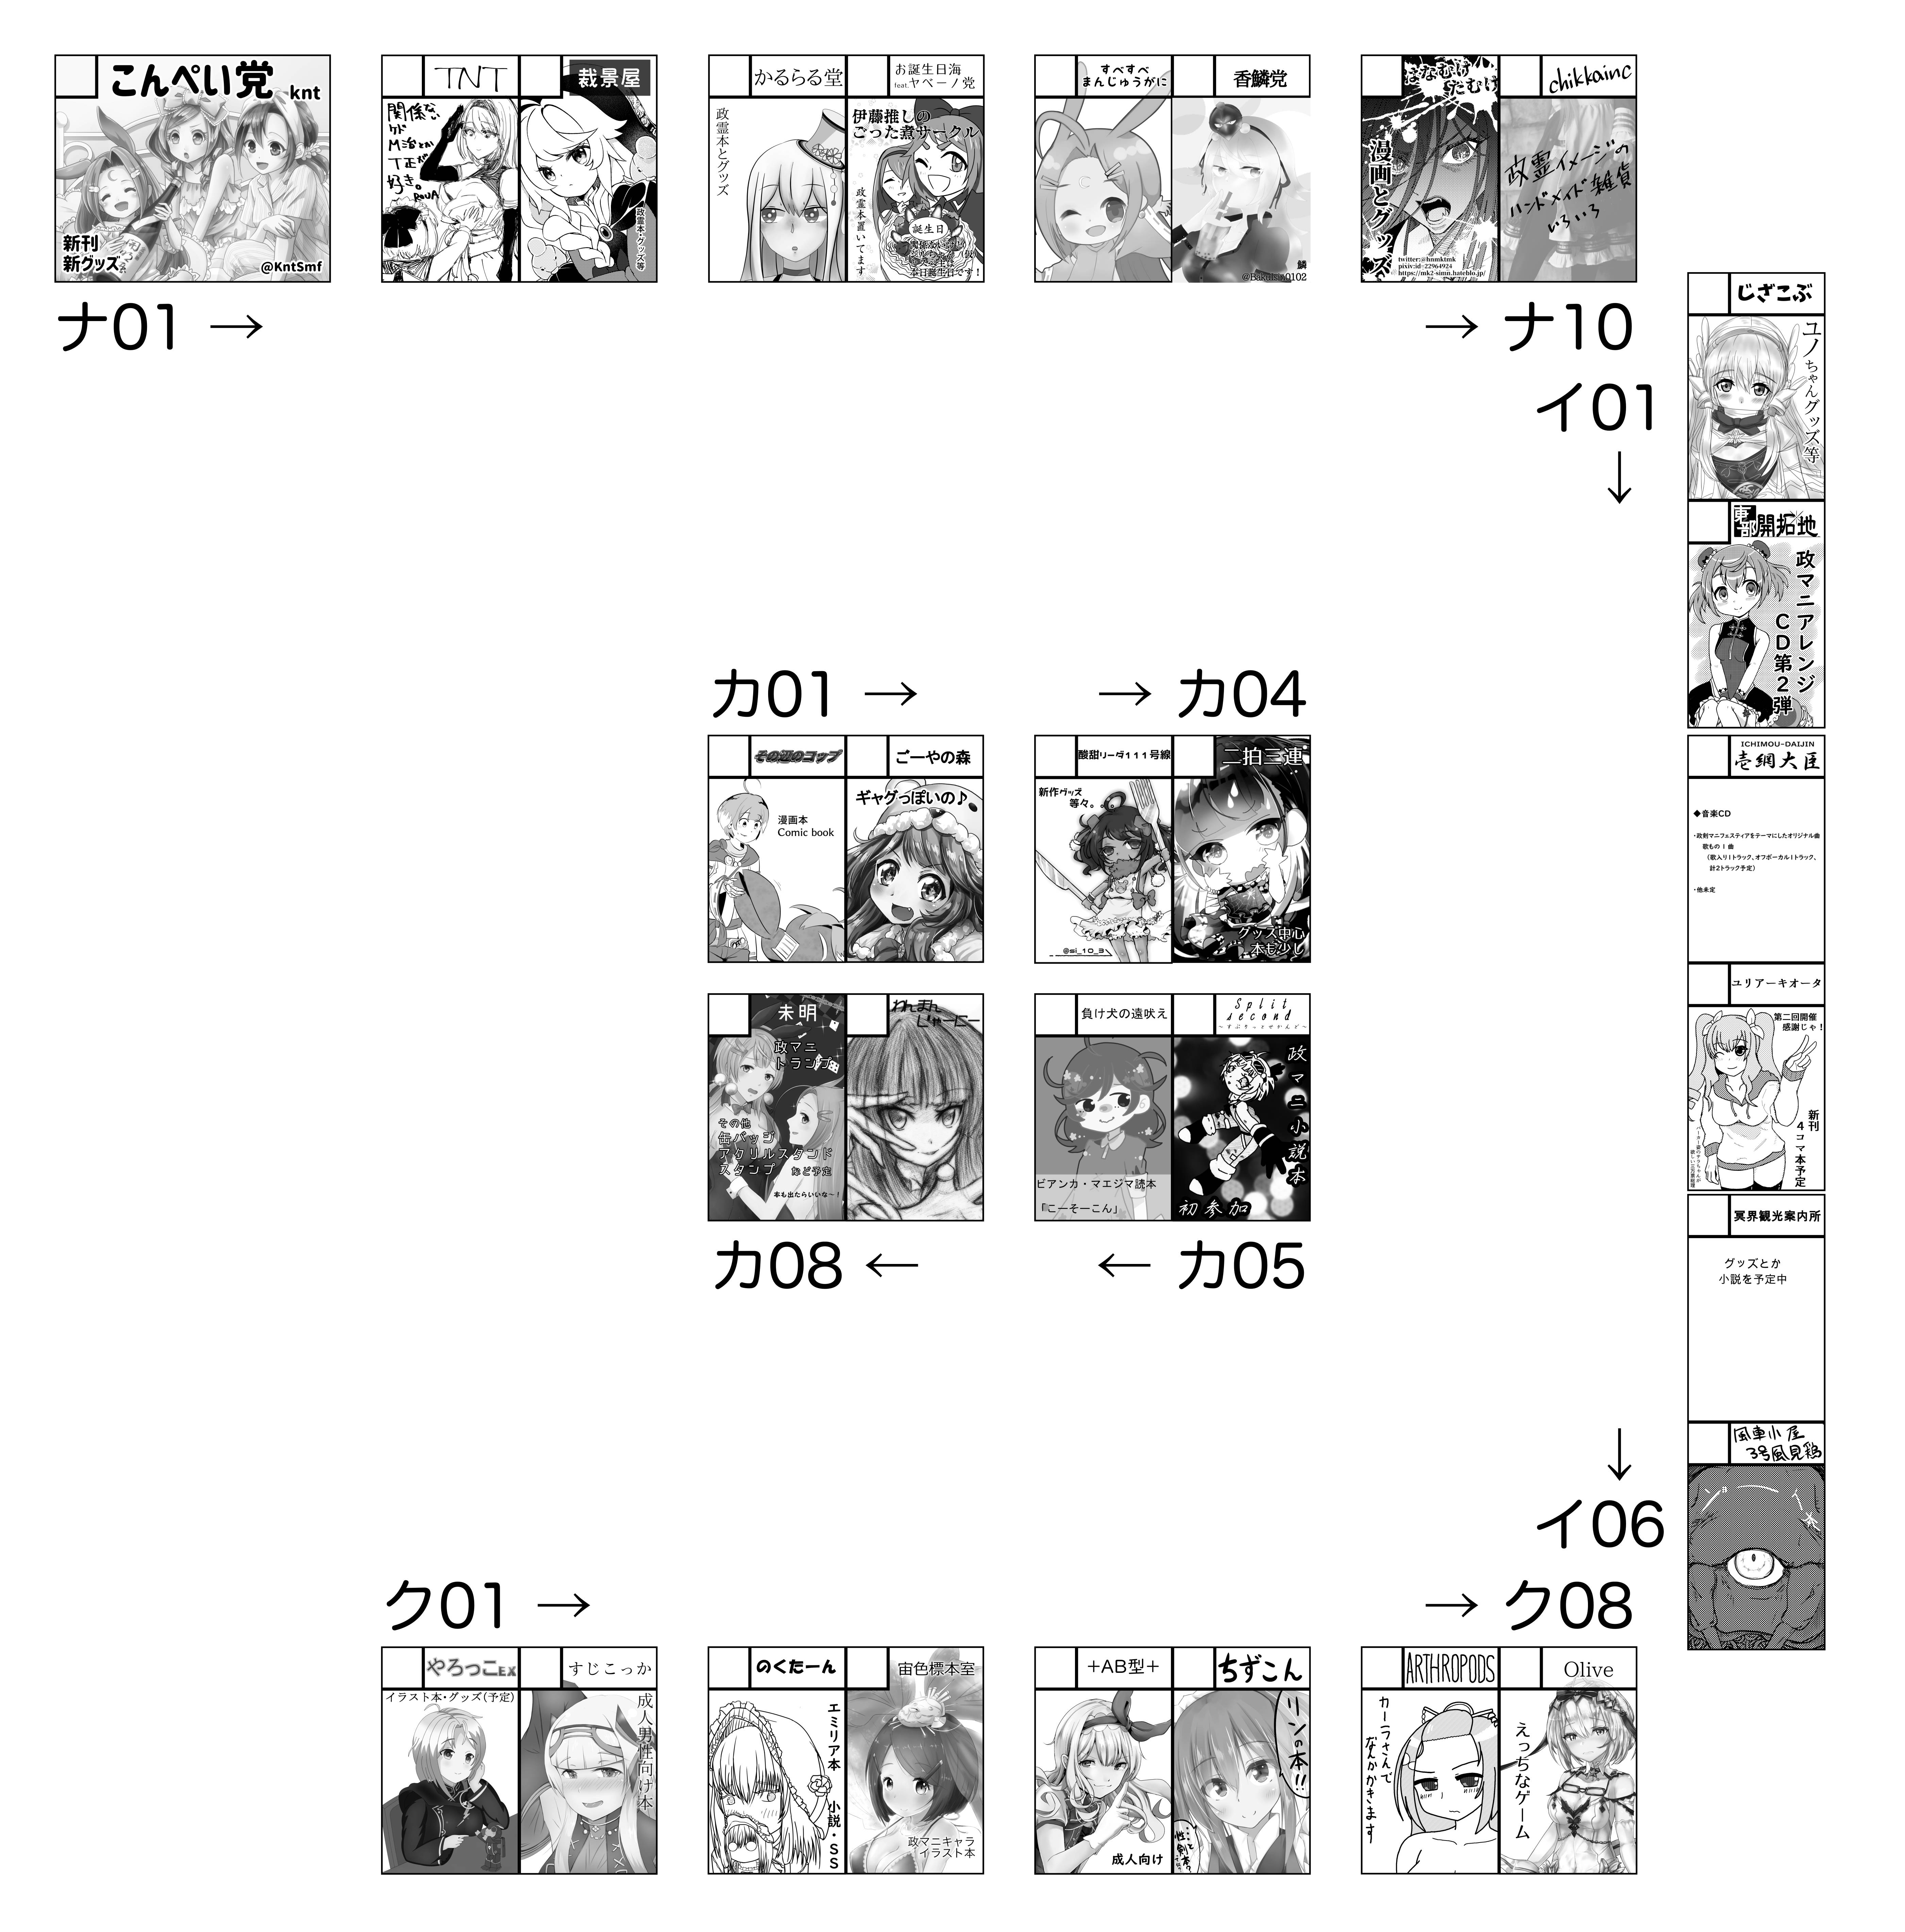 こんぺい党
knt
新刊
新グッズ
@KntSmf
TNT
関係ないケド
M治とか
T正が
好き。
RouA
裁景屋
政霊本・グッズ等
かるらる堂
政霊本とグッズ
お誕生日海
feat.ヤベーノ党
伊藤推しの
ごった煮サークル
政霊本置いてます
誕生日
本日誕生日です！
すべすべ
まんじゅうがに
香鱗党
鱗
@Bakuisin0102
はなむけ
たむけ
漫画とグッズ
twitter:@hnmktmk
pixiv:id=22964924
https://mk2-simn.hateblo.jp/
chikkainc
政霊イメージの
ハンドメイド雑貨
いろいろ
ナ01 →
→ ナ10
イ01
↓
じざこぶ
ユノちゃんグッズ等
東部開拓地
政マニアレンジ
CD第2弾
ICHIMOU-DAIJIN
壱網大臣
◆音楽CD
・政剣マニフェスティアをテーマにしたオリジナル曲
歌もの 1 曲
（歌入り1トラック、オフボーカル1トラック、
計2トラック予定）
・他未定
ユリアーキオータ
第二回開催
感謝じゃ！
新刊
4コマ本予定
冥界観光案内所
グッズとか
小説を予定中
風車小屋
3号風見鶏
↓
イ06
カ01 →
→ カ04
その辺のコップ
漫画本
Comic book
ごーやの森
ギャグっぽいの♪
酸甜リーダ111号線
新作グッズ
等々。。
@si_10_3
二拍三連
グッズ中心
本も少し
未明
政マニ
トランプ
その他
缶バッジ
アクリルスタンド
スタンプ など予定
本も出たらいいな〜！
わんまん
じゃーにー
負け犬の遠吠え
ビアンカ・マエジマ読本
「こーそーこん」
Split
second
〜すぷりっとせかんど〜
政マニ小説本
初参加
カ08 ←
← カ05
ク01 →
→ ク08
やろっこEX
イラスト本・グッズ(予定)
すじこっか
成人男性向け本
のくたーん
エミリア本
小説・SS
宙色標本室
政マニキャラ
イラスト本
＋AB型＋
成人向け
ちずこん
リンの本!!
ARTHROPODS
カーラさんで
なんかかきます
Olive
えっちなゲーム